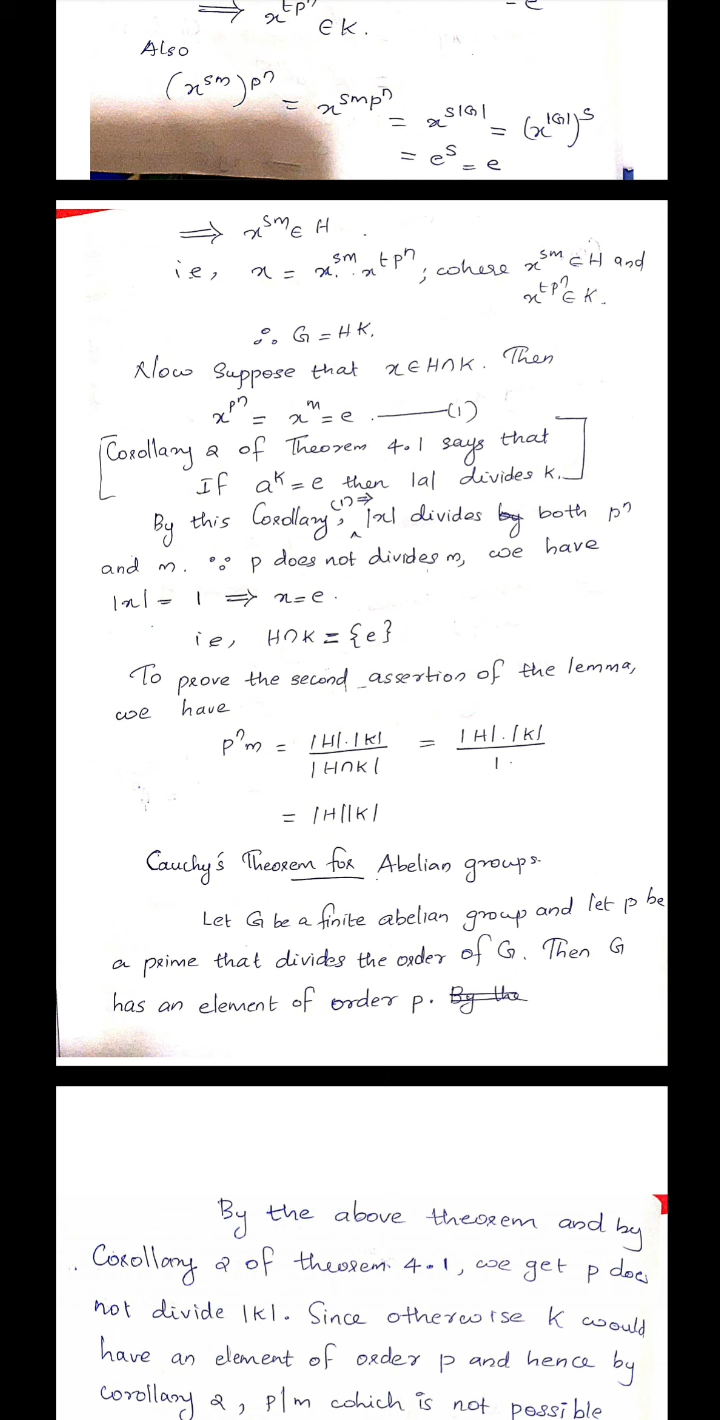 ⟹ x^{tp^n} ∈ K. = e
Also
(x^{sm})^{p^n} = x^{smp^n} = x^{s|G|} = (x^{|G|})^s
= e^s = e
⟹ x^{sm} ∈ H.
ie, x = x^{sm}. x^{tp^n}; where x^{sm} ∈ H and
x^{tp^n} ∈ K.
∴ G = HK.
Now suppose that x ∈ H∩K. Then
x^{p^n} = x^m = e. —(1)
[Corollary 2 of Theorem 4.1 says that
If a^k = e then |a| divides k.]
By this Corollary, (1)⟹ |x| divides by both p^n
and m. ∵ p does not divides m, we have
|x| = 1 ⟹ x = e.
ie, H∩K = {e}
To prove the second assertion of the lemma,
we have
p^n m = |H|.|K| / |H∩K| = |H|.|K| / 1.
= |H||K|
Cauchy's Theorem for Abelian groups.
Let G be a finite abelian group and let p be
a prime that divides the order of G. Then G
has an element of order p. By the
By the above theorem and by
Corollary 2 of theorem 4.1, we get p does
not divide |K|. Since otherwise K would
have an element of order p and hence by
corollary 2, p|m which is not possible